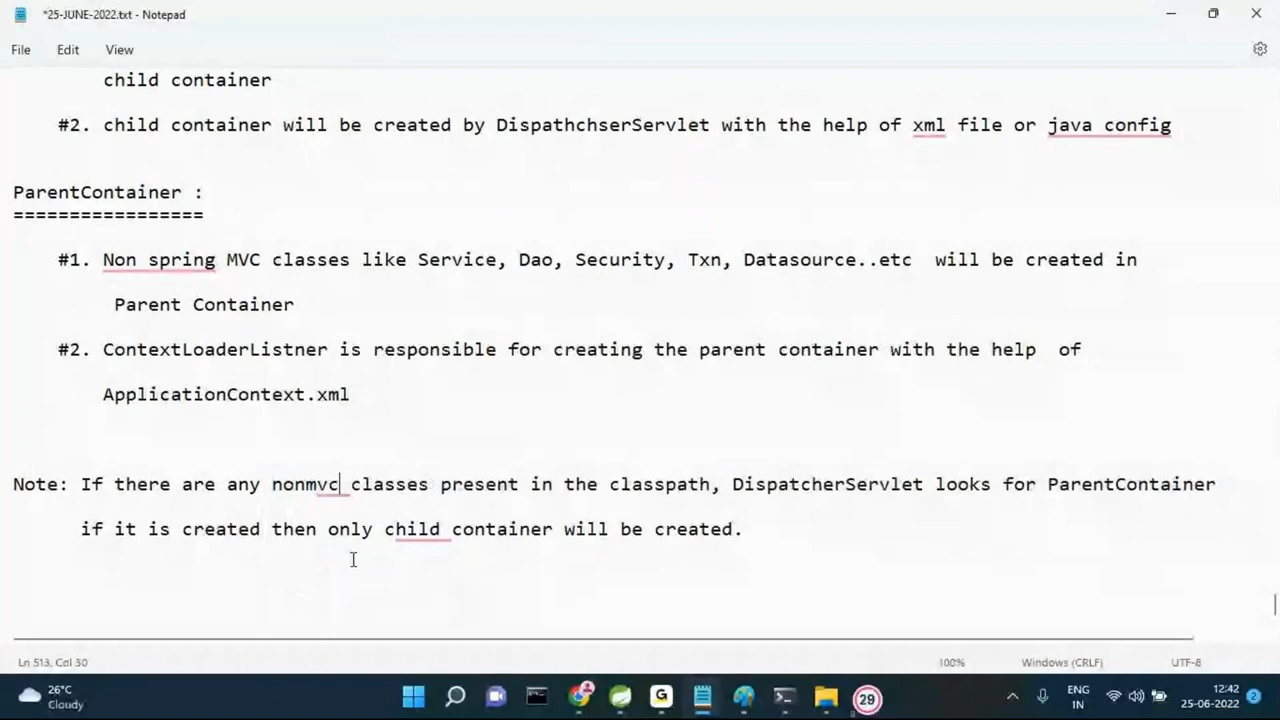 *25-JUNE-2022.txt - Notepad
File Edit View
child container
#2. child container will be created by DispathchserServlet with the help of xml file or java config
ParentContainer :
=================
#1. Non spring MVC classes like Service, Dao, Security, Txn, Datasource..etc  will be created in
Parent Container
#2. ContextLoaderListner is responsible for creating the parent container with the help  of
ApplicationContext.xml
Note: If there are any nonmvc classes present in the classpath, DispatcherServlet looks for ParentContainer
if it is created then only child container will be created.
Ln 513, Col 30 100% Windows (CRLF) UTF-8
26°C
Cloudy
G
29
ENG
IN
12:42
25-06-2022
2